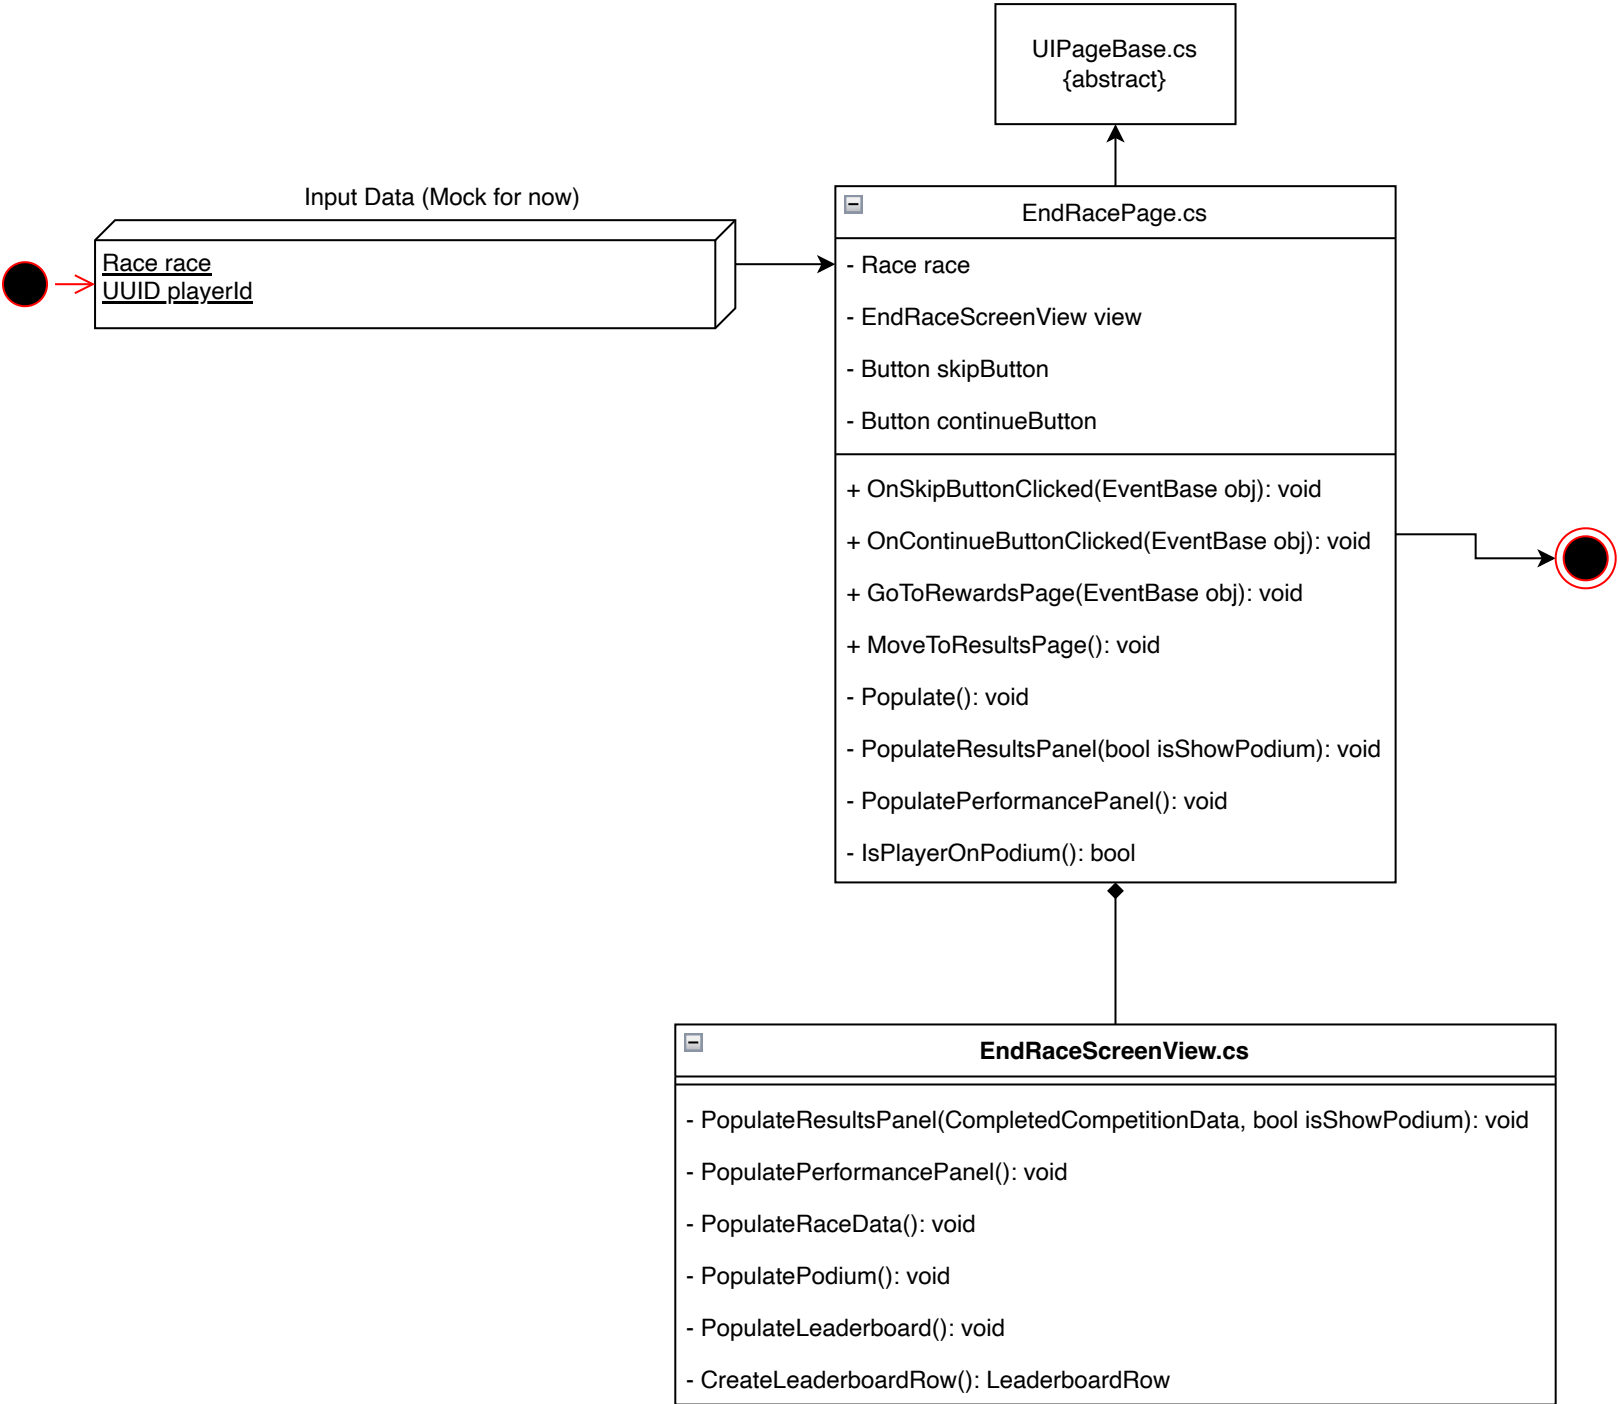 UIPageBase.cs
{abstract}
Input Data (Mock for now)
Race race
UUID playerId
EndRacePage.cs
- Race race
- EndRaceScreenView view
- Button skipButton
- Button continueButton
+ OnSkipButtonClicked(EventBase obj): void
+ OnContinueButtonClicked(EventBase obj): void
+ GoToRewardsPage(EventBase obj): void
+ MoveToResultsPage(): void
- Populate(): void
- PopulateResultsPanel(bool isShowPodium): void
- PopulatePerformancePanel(): void
- IsPlayerOnPodium(): bool
EndRaceScreenView.cs
- PopulateResultsPanel(CompletedCompetitionData, bool isShowPodium): void
- PopulatePerformancePanel(): void
- PopulateRaceData(): void
- PopulatePodium(): void
- PopulateLeaderboard(): void
- CreateLeaderboardRow(): LeaderboardRow